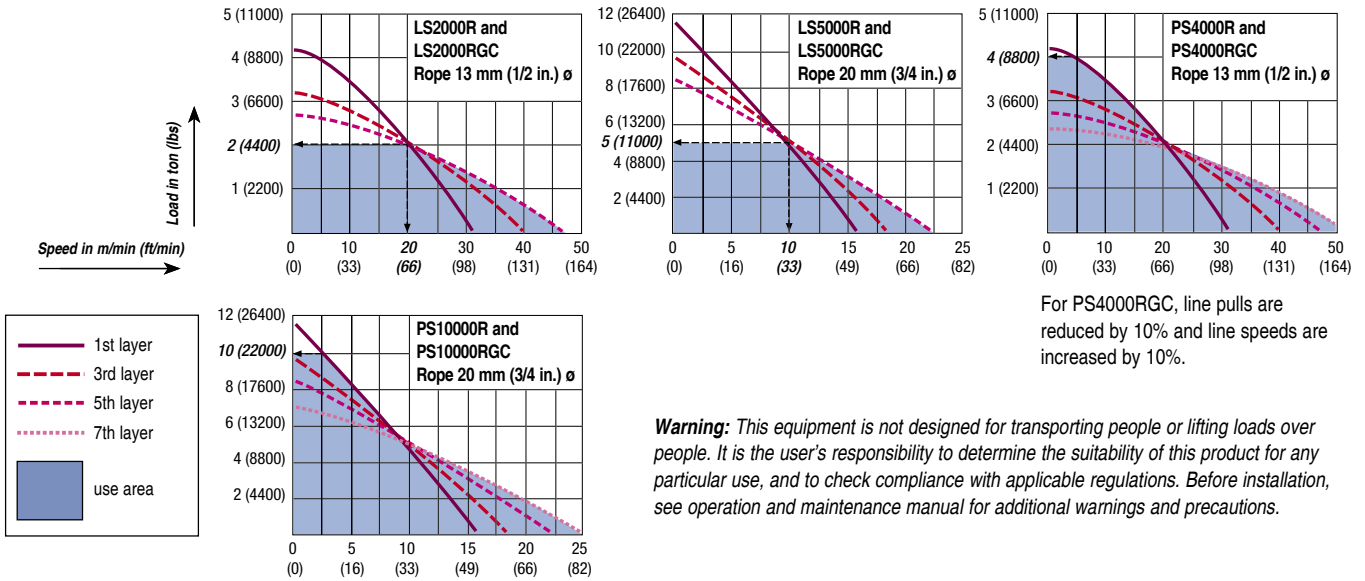 5 (11000)
4 (8800)
3 (6600)
2 (4400)
1 (2200)
Load in ton (lbs)
Speed in m/min (ft/min)
LS2000R and
LS2000RGC
Rope 13 mm (1/2 in.) ø
0 10 20 30 40 50
(0) (33) (66) (98) (131) (164)
12 (26400)
10 (22000)
8 (17600)
6 (13200)
5 (11000)
4 (8800)
2 (4400)
LS5000R and
LS5000RGC
Rope 20 mm (3/4 in.) ø
0 5 10 15 20 25
(0) (16) (33) (49) (66) (82)
5 (11000)
4 (8800)
3 (6600)
2 (4400)
1 (2200)
PS4000R and
PS4000RGC
Rope 13 mm (1/2 in.) ø
0 10 20 30 40 50
(0) (33) (66) (98) (131) (164)
For PS4000RGC, line pulls are
reduced by 10% and line speeds are
increased by 10%.
1st layer
3rd layer
5th layer
7th layer
use area
12 (26400)
10 (22000)
8 (17600)
6 (13200)
4 (8800)
2 (4400)
PS10000R and
PS10000RGC
Rope 20 mm (3/4 in.) ø
0 5 10 15 20 25
(0) (16) (33) (49) (66) (82)
Warning: This equipment is not designed for transporting people or lifting loads over
people. It is the user's responsibility to determine the suitability of this product for any
particular use, and to check compliance with applicable regulations. Before installation,
see operation and maintenance manual for additional warnings and precautions.